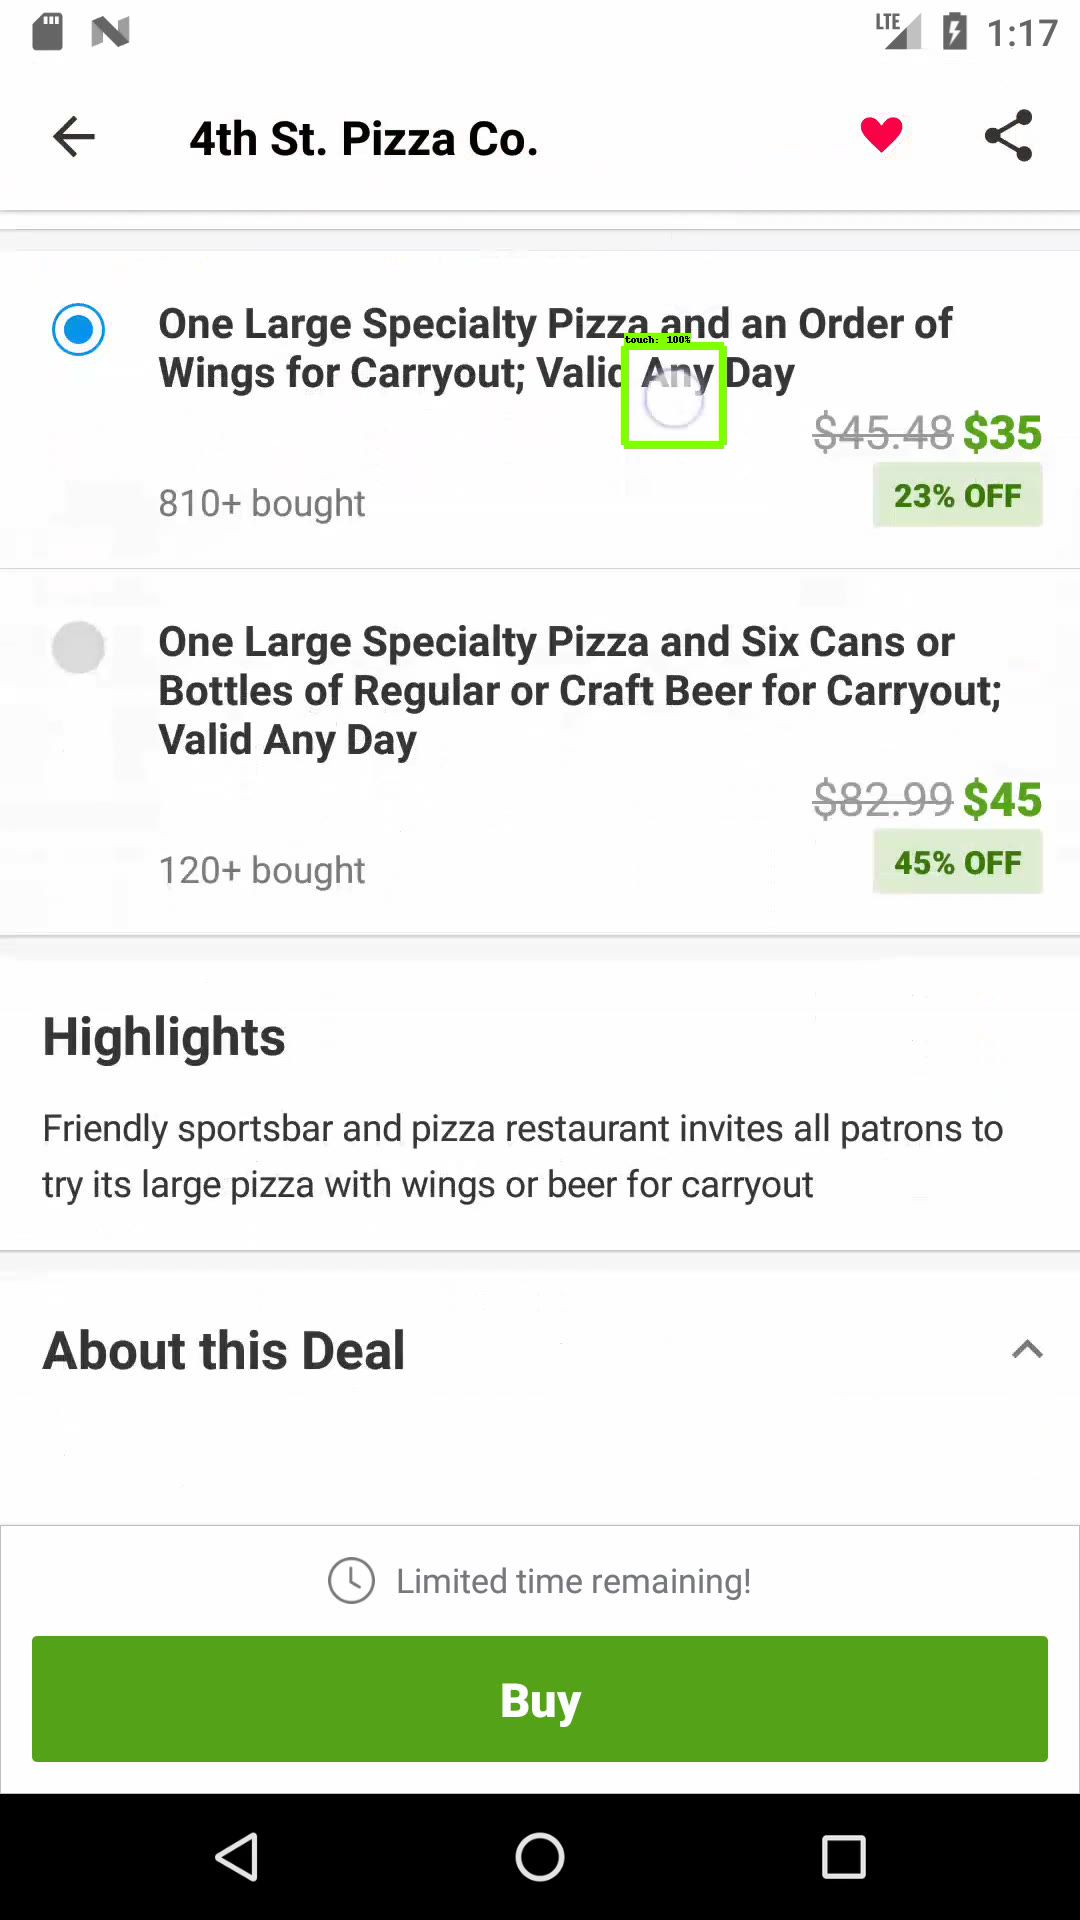 LTE 1:17
4th St. Pizza Co.
One Large Specialty Pizza and an Order of
touch: 100%
Wings for Carryout; Valid Any Day
$45.48 $35
810+ bought
23% OFF
One Large Specialty Pizza and Six Cans or
Bottles of Regular or Craft Beer for Carryout;
Valid Any Day
$82.99 $45
120+ bought
45% OFF
Highlights
Friendly sportsbar and pizza restaurant invites all patrons to
try its large pizza with wings or beer for carryout
About this Deal
Limited time remaining!
Buy